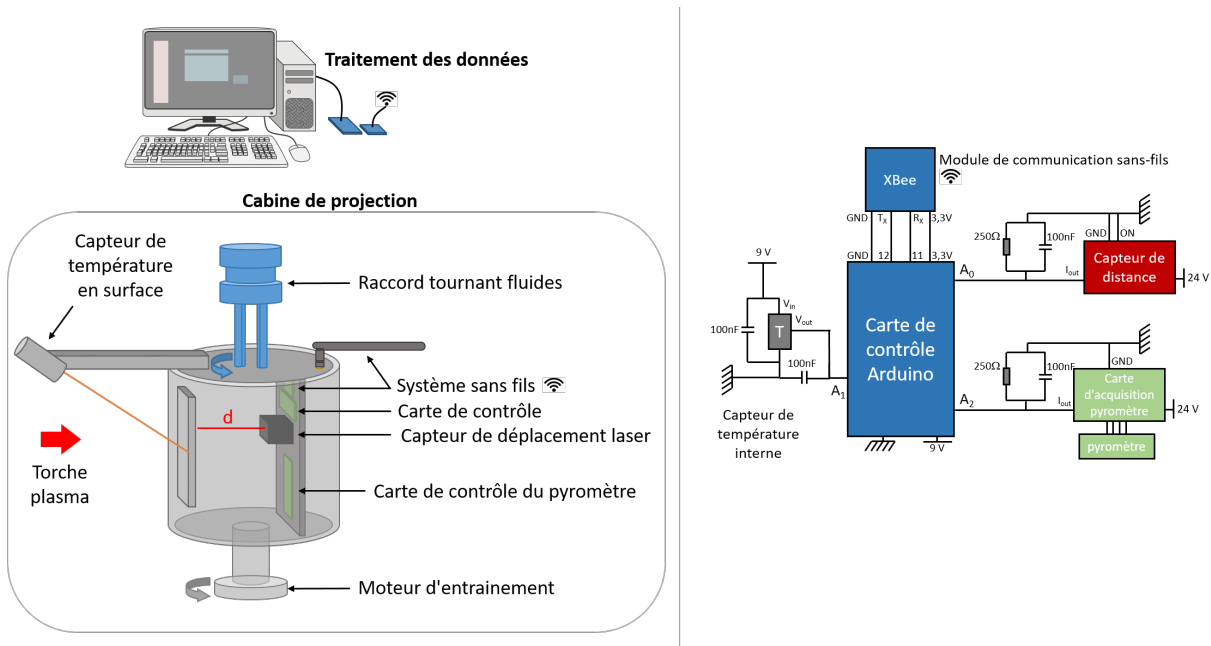 Traitement des données
Cabine de projection
Capteur de
température
en surface
Raccord tournant fluides
Système sans fils
Carte de contrôle
d
Capteur de déplacement laser
Torche
plasma
Carte de contrôle du pyromètre
Moteur d'entrainement
XBee
Module de communication sans-fils
GND Tx Rx 3,3V
GND 12 11 3,3V
9 V
Vin
Vout
100nF
T
100nF
A1
Capteur de
température
interne
Carte de
contrôle
Arduino
9 V
A0
250Ω
100nF
GND ON
Iout
Capteur de
distance
24 V
A2
250Ω
100nF
GND
Iout
Carte
d'acquisition
pyromètre
24 V
pyromètre